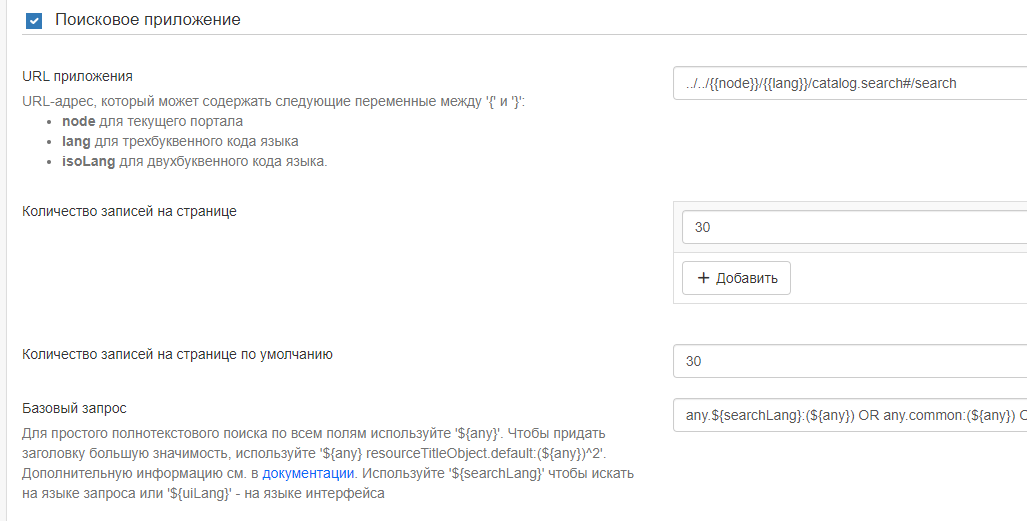 Поисковое приложение
URL приложения
../../{{node}}/{{lang}}/catalog.search#/search
URL-адрес, который может содержать следующие переменные между '{' и '}':
node для текущего портала
lang для трехбуквенного кода языка
isoLang для двухбуквенного кода языка.
Количество записей на странице
30
+ Добавить
Количество записей на странице по умолчанию
30
Базовый запрос
any.${searchLang}:(${any}) OR any.common:(${any})
Для простого полнотекстового поиска по всем полям используйте '${any}'. Чтобы придать
заголовку большую значимость, используйте '${any} resourceTitleObject.default:(${any})^2'.
Дополнительную информацию см. в документации. Используйте '${searchLang}' чтобы искать
на языке запроса или '${uiLang}' - на языке интерфейса